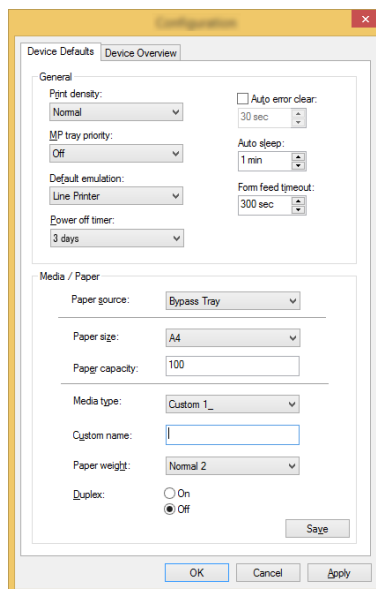 Configuration
Device Defaults Device Overview
General
Print density:
Normal
Auto error clear:
30 sec
MP tray priority:
Off
Auto sleep:
1 min
Default emulation:
Line Printer
Form feed timeout:
300 sec
Power off timer:
3 days
Media / Paper
Paper source: Bypass Tray
Paper size: A4
Paper capacity: 100
Media type: Custom 1_
Custom name:
Paper weight: Normal 2
Duplex: On
Off
Save
OK Cancel Apply